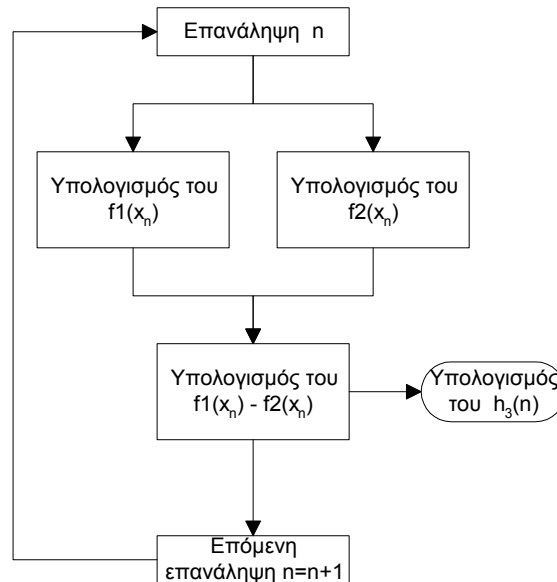 Επανάληψη n
Υπολογισμός του
f1(xₙ)
Υπολογισμός του
f2(xₙ)
Υπολογισμός του
f1(xₙ) - f2(xₙ)
Υπολογισμός
του h₃(n)
Επόμενη
επανάληψη n=n+1